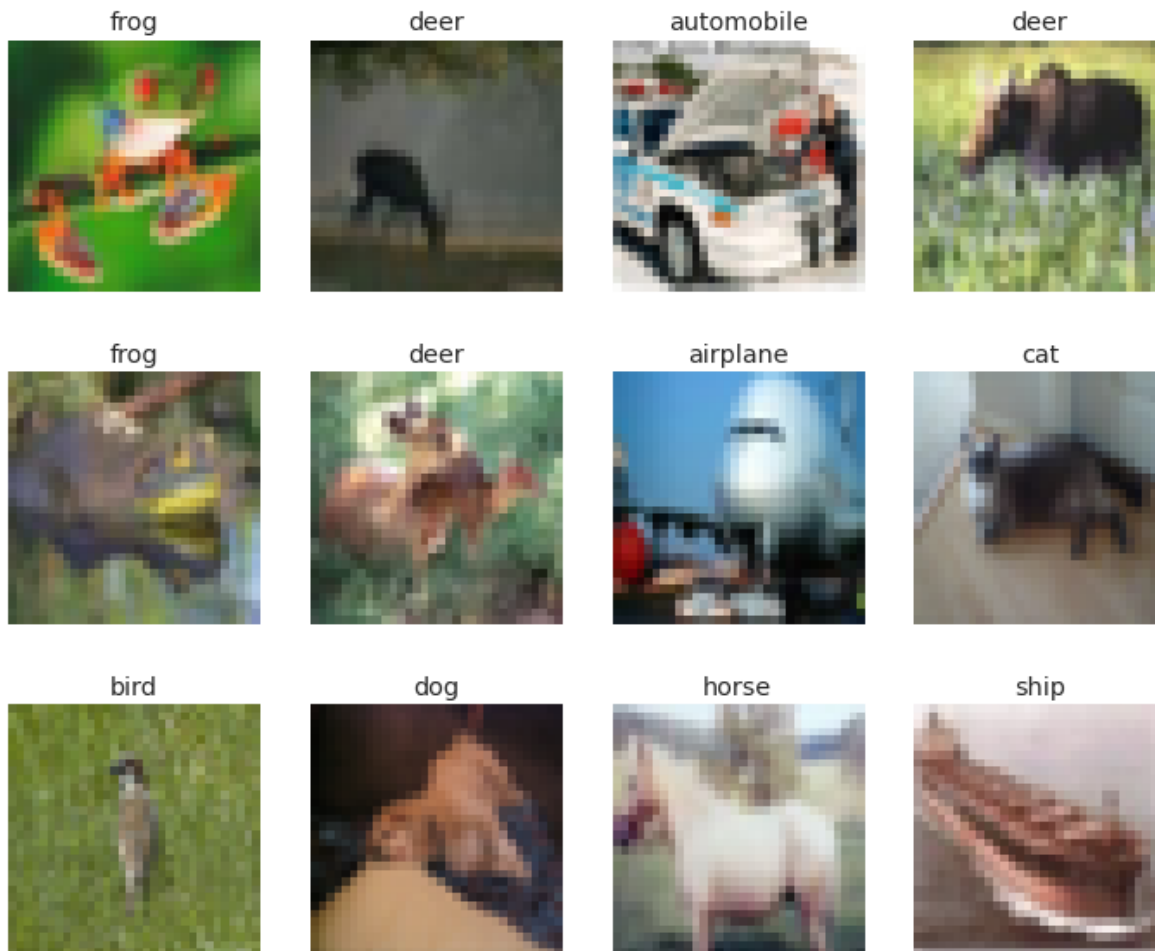 frog deer automobile deer
frog deer airplane cat
bird dog horse ship